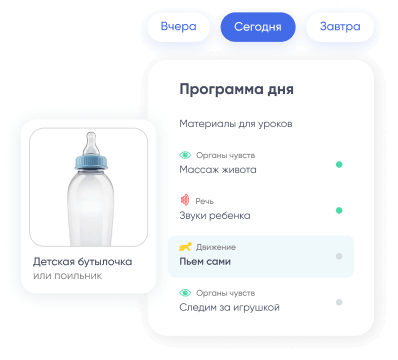 Вчера
Сегодня
Завтра
Программа дня
Материалы для уроков
Органы чувств
Массаж живота
Речь
Звуки ребенка
Движение
Пьем сами
Органы чувств
Следим за игрушкой
Детская бутылочка
или поильник